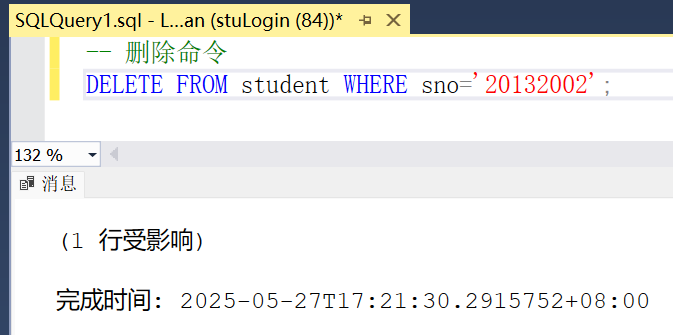 SQLQuery1.sql - L...an (stuLogin (84))*
-- 删除命令
DELETE FROM student WHERE sno='20132002';
132 %
消息
(1 行受影响)
完成时间: 2025-05-27T17:21:30.2915752+08:00